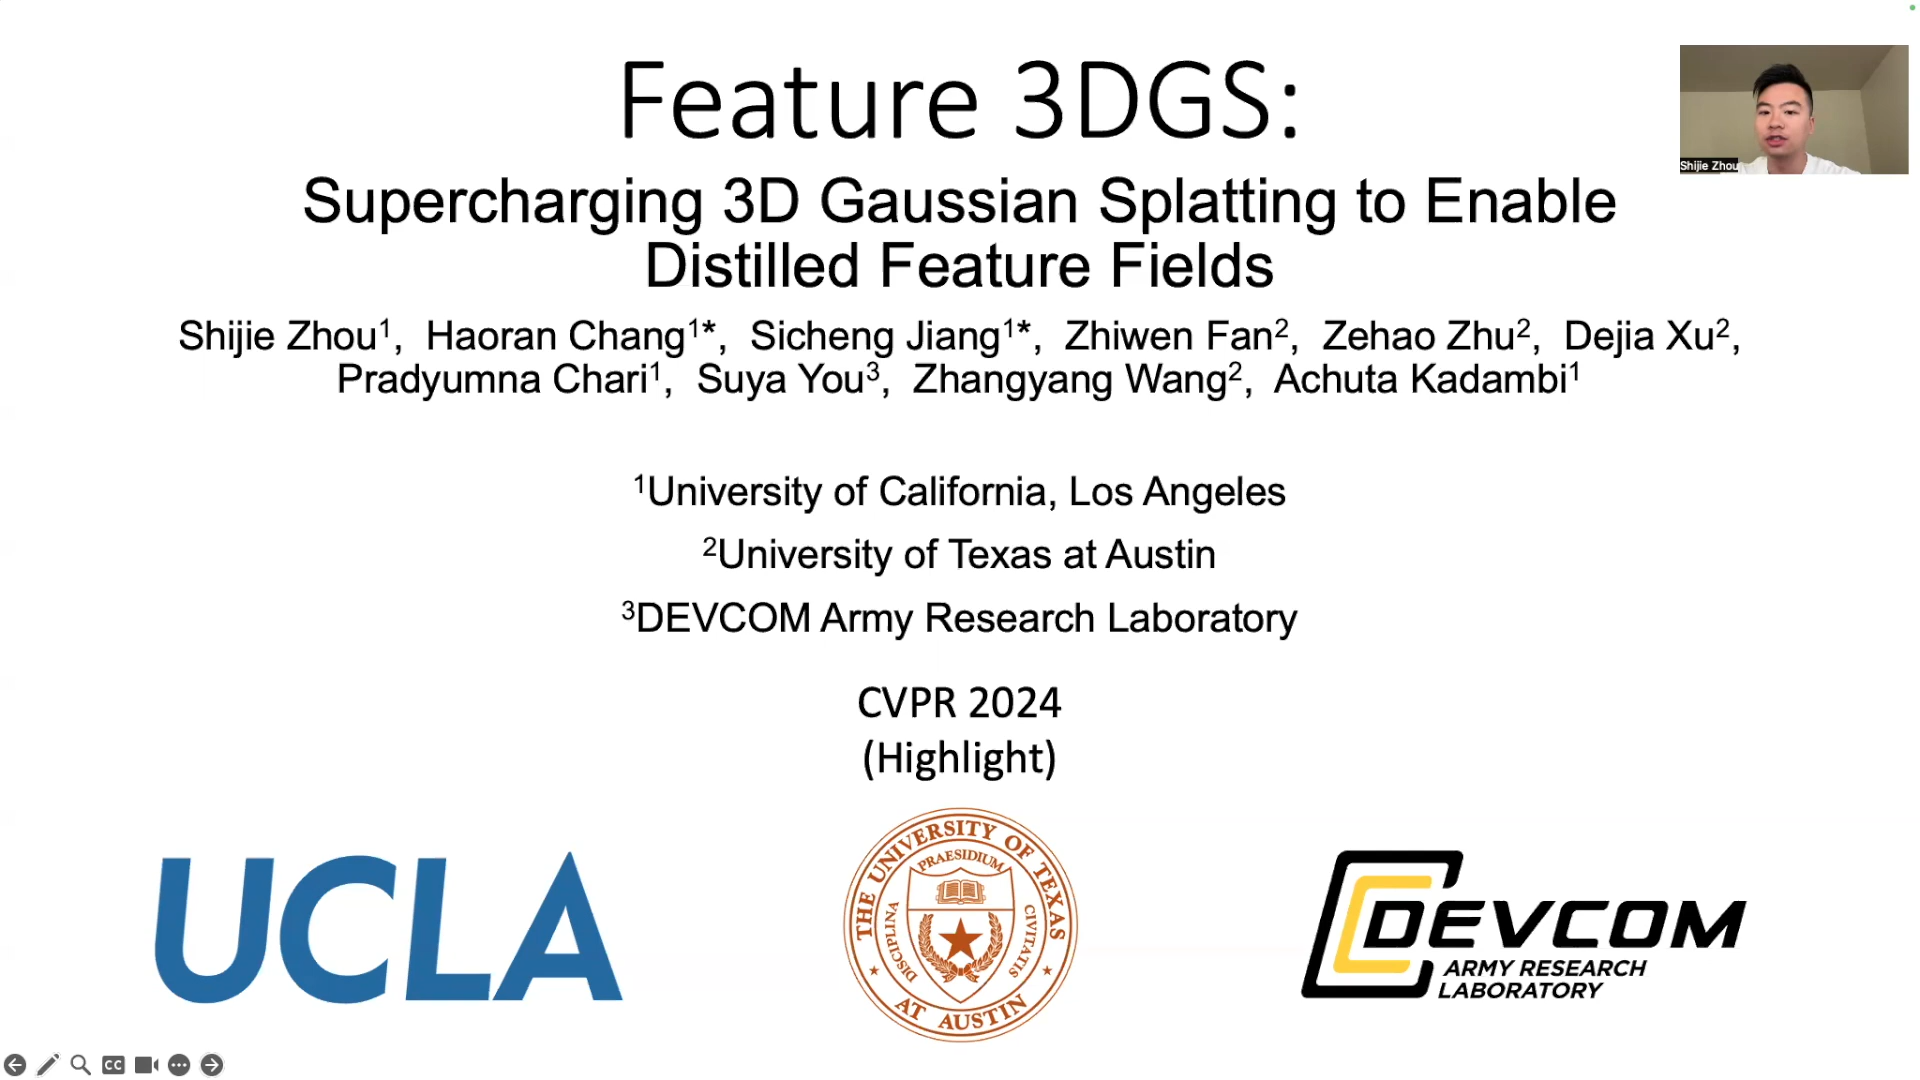 Feature 3DGS:
Supercharging 3D Gaussian Splatting to Enable
Distilled Feature Fields
Shijie Zhou¹, Haoran Chang¹*, Sicheng Jiang¹*, Zhiwen Fan², Zehao Zhu², Dejia Xu²,
Pradyumna Chari¹, Suya You³, Zhangyang Wang², Achuta Kadambi¹
¹University of California, Los Angeles
²University of Texas at Austin
³DEVCOM Army Research Laboratory
CVPR 2024
(Highlight)
Shijie Zhou
UCLA
THE UNIVERSITY OF TEXAS
AT AUSTIN
PRAESIDIUM
DISCIPLINA
CIVITATIS
DEVCOM
ARMY RESEARCH
LABORATORY
CC